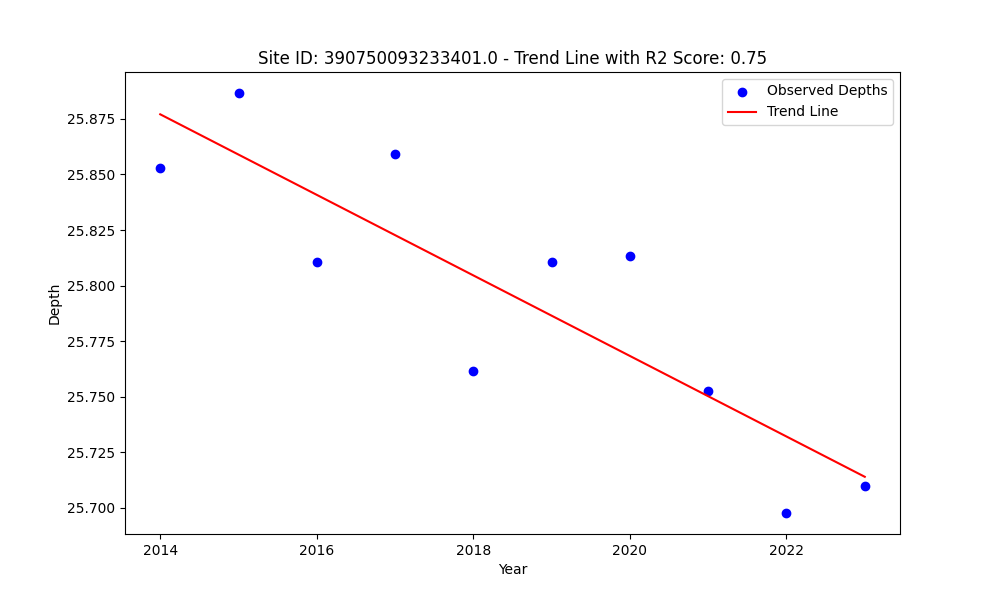 Site ID: 390750093233401.0 - Trend Line with R2 Score: 0.75
Observed Depths
Trend Line
25.875
25.850
25.825
25.800
25.775
25.750
25.725
25.700
Depth
2014 2016 2018 2020 2022
Year